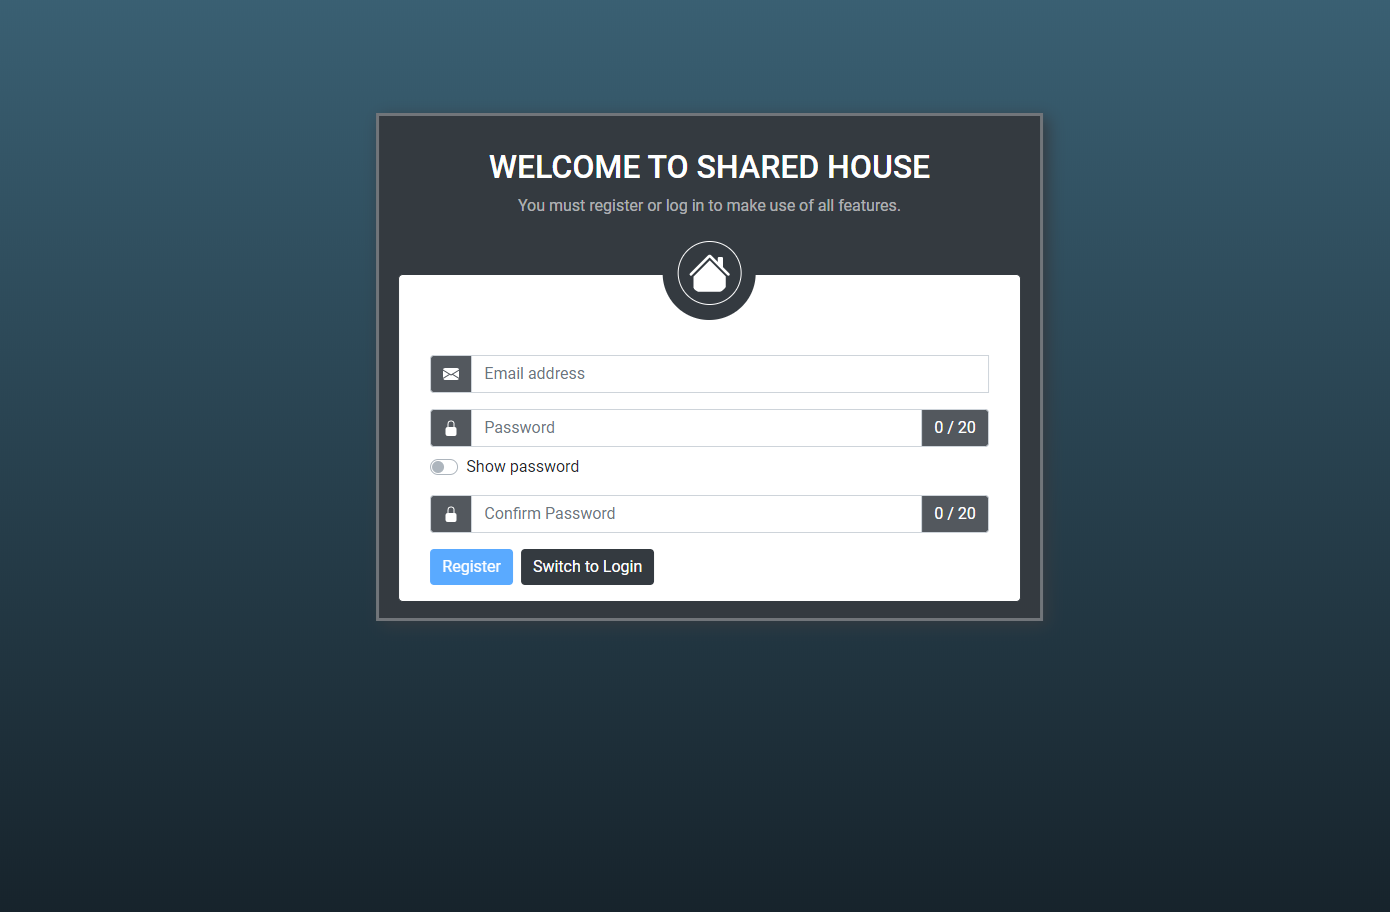 WELCOME TO SHARED HOUSE
You must register or log in to make use of all features.
Email address
Password
0 / 20
Show password
Confirm Password
0 / 20
Register
Switch to Login